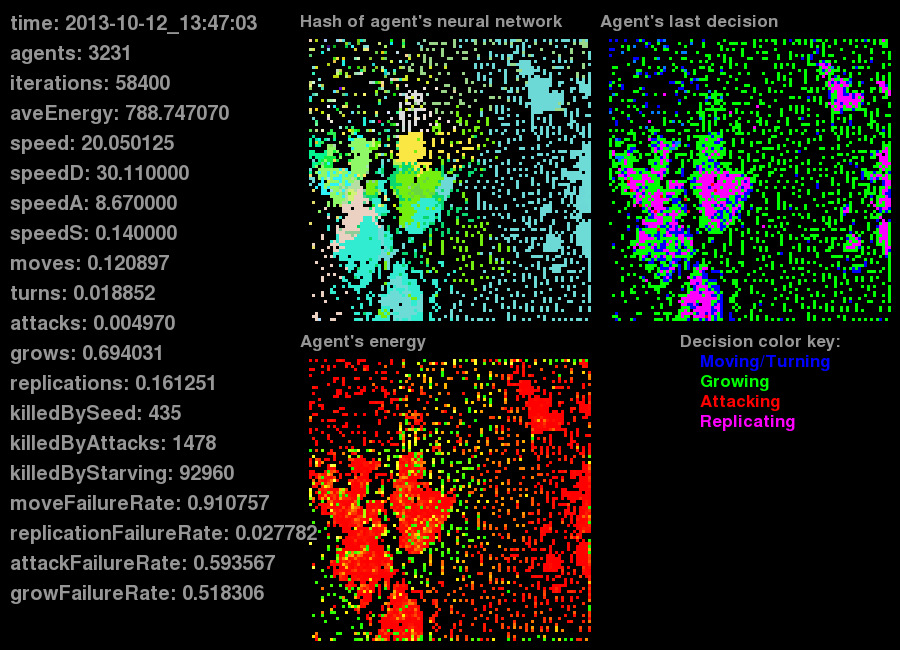 time: 2013-10-12_13:47:03
agents: 3231
iterations: 58400
aveEnergy: 788.747070
speed: 20.050125
speedD: 30.110000
speedA: 8.670000
speedS: 0.140000
moves: 0.120897
turns: 0.018852
attacks: 0.004970
grows: 0.694031
replications: 0.161251
killedBySeed: 435
killedByAttacks: 1478
killedByStarving: 92960
moveFailureRate: 0.910757
replicationFailureRate: 0.027782
attackFailureRate: 0.593567
growFailureRate: 0.518306
Hash of agent's neural network
Agent's last decision
Agent's energy
Decision color key:
Moving/Turning
Growing
Attacking
Replicating